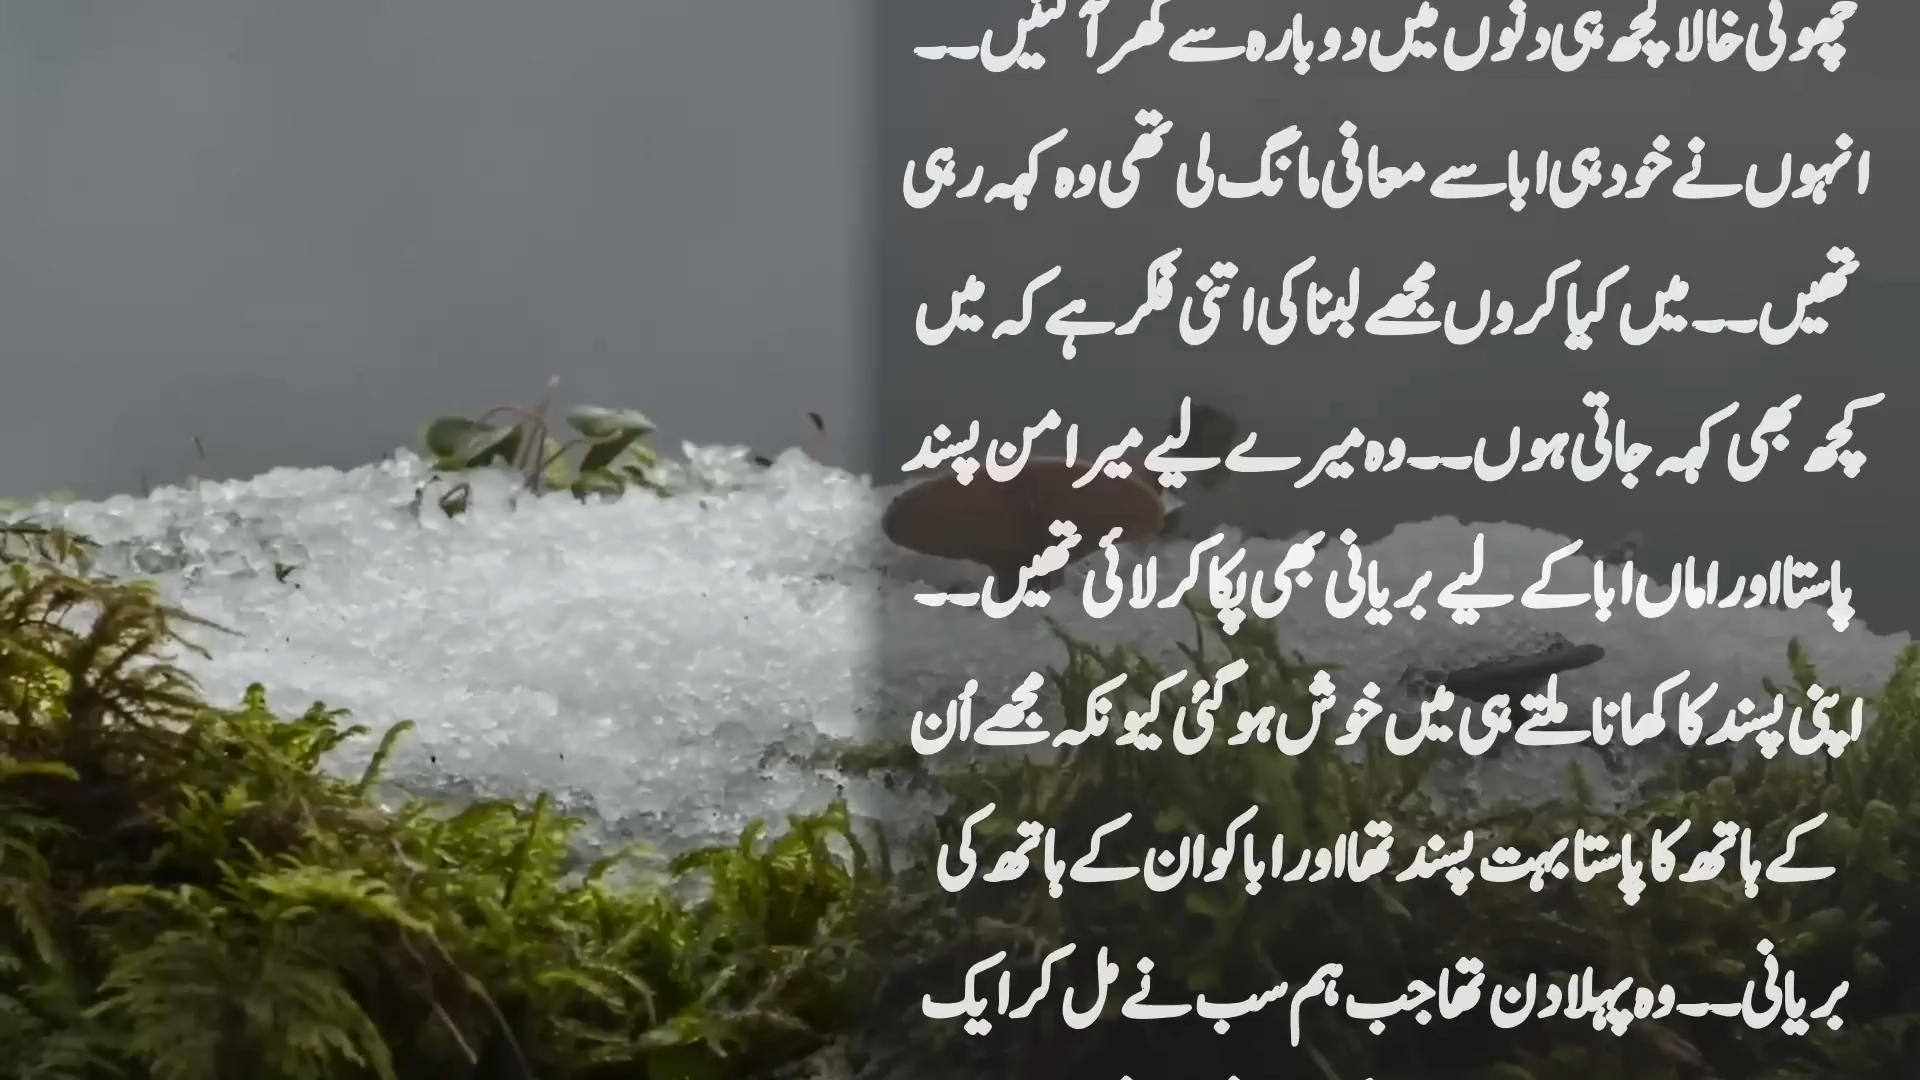 چھوٹی خالا کچھ ہی دنوں میں دوبارہ سے گھر آ گئیں۔۔
انہوں نے خود ہی ابا سے معافی مانگ لی تھی وہ کہہ رہی
تھیں۔۔ میں کیا کروں مجھے لبنا کی اتنی فکر ہے کہ میں
کچھ بھی کہہ جاتی ہوں۔۔ وہ میرے لیے میرا من پسند
پاستا اور اماں ابا کے لیے بریانی بھی پکا کر لائی تھیں۔۔
اپنی پسند کا کھانا ملتے ہی میں خوش ہو گئی کیونکہ مجھے اُن
کے ہاتھ کا پاستا بہت پسند تھا اور ابا کو ان کے ہاتھ کی
بریانی۔۔ وہ پہلا دن تھا جب ہم سب نے مل کر ایک